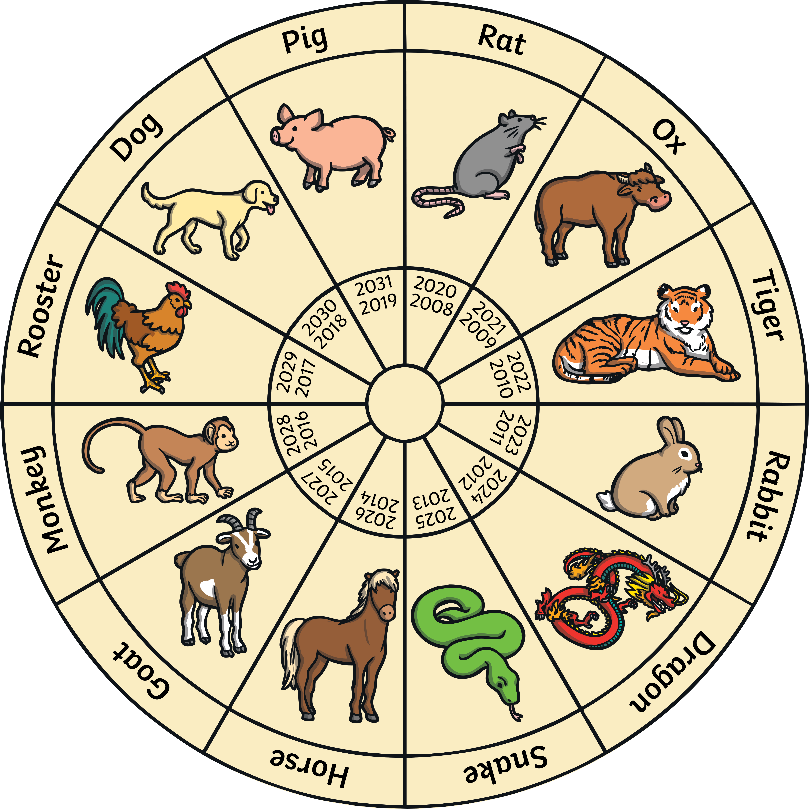 Rat
Ox
Tiger
Rabbit
Dragon
Snake
Horse
Goat
Monkey
Rooster
Dog
Pig
2020
2008
2021
2009
2022
2010
2023
2011
2024
2012
2025
2013
2026
2014
2027
2015
2028
2016
2029
2017
2030
2018
2031
2019